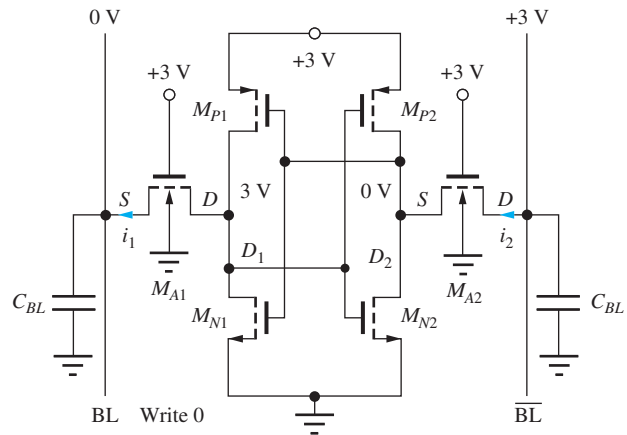 0 V
+3 V
+3 V
+3 V
+3 V
M_P1
M_P2
S
D
3 V
0 V
S
D
i_1
i_2
D_1
D_2
M_A1
M_A2
C_BL
C_BL
M_N1
M_N2
BL
Write 0
B̅L̅